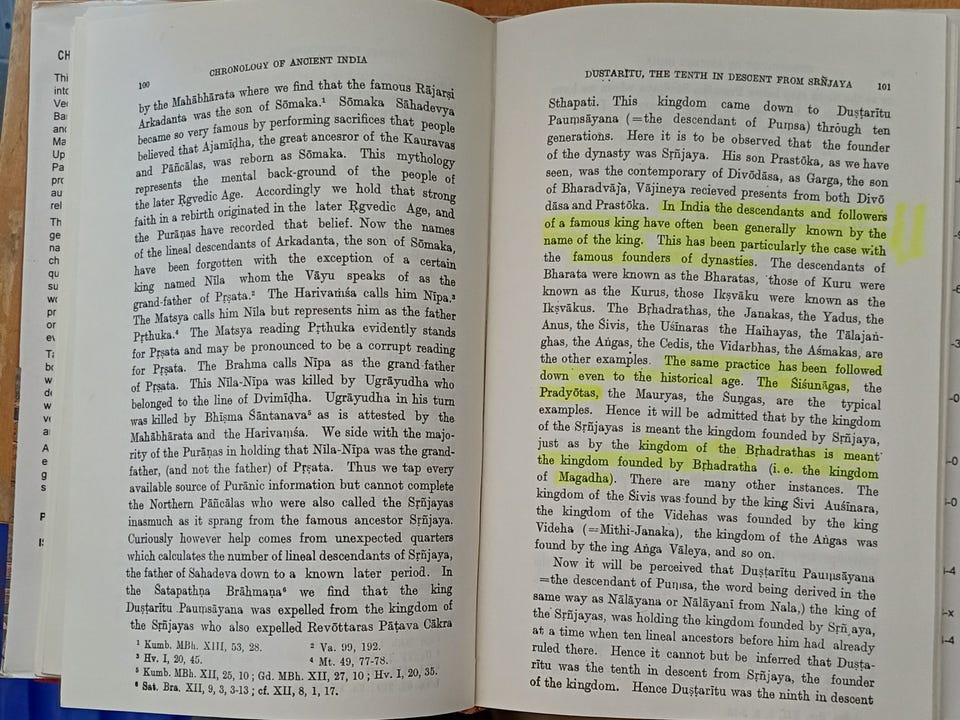 100
CHRONOLOGY OF ANCIENT INDIA
by the Mahābhārata where we find that the famous Rājarṣi
Arkadanta was the son of Sōmaka.¹ Sōmaka Sāhadevya
became so very famous by performing sacrifices that people
believed that Ajamīḍha, the great ancesror of the Kauravas
and Pāñcālas, was reborn as Sōmaka. This mythology
represents the mental back-ground of the people of
the later Ṛgvedic Age. Accordingly we hold that strong
faith in a rebirth originated in the later Ṛgvedic Age, and
the Purāṇas have recorded that belief. Now the names
of the lineal descendants of Arkadanta, the son of Sōmaka,
have been forgotten with the exception of a certain
king named Nīla whom the Vāyu speaks of as the
grand-father of Pṛṣata.² The Harivaṁśa calls him Nīpa.³
The Matsya calls him Nīla but represents him as the father
Pṛthuka.⁴ The Matsya reading Pṛthuka evidently stands
for Pṛṣata and may be pronounced to be a corrupt reading
for Pṛṣata. The Brahma calls Nīpa as the grand-father
of Pṛṣata. This Nīla-Nīpa was killed by Ugrāyudha who
belonged to the line of Dvimīḍha. Ugrāyudha in his turn
was killed by Bhīṣma Śāntanava⁵ as is attested by the
Mahābhārata and the Harivaṁśa. We side with the majo-
rity of the Purāṇas in holding that Nīla-Nīpa was the grand-
father, (and not the father) of Pṛṣata. Thus we tap every
available source of Purānic information but cannot complete
the Northern Pāñcālas who were also called the Sṛñjayas
inasmuch as it sprang from the famous ancestor Sṛñjaya.
Curiously however help comes from unexpected quarters
which calculates the number of lineal descendants of Sṛñjaya,
the father of Sahadeva down to a known later period. In
the Satapathṇa Brāhmaṇa⁶ we find that the king
Duṣṭarītu Pauṁsāyana was expelled from the kingdom of
the Sṛñjayas who also expelled Revōttaras Pāṭava Cākra
¹ Kumb. MBh. XIII, 53, 28. ² Va. 99, 192.
³ Hv. I, 20, 45. ⁴ Mt. 49, 77-78.
⁵ Kumb. MBh. XII, 25, 10 ; Gd. MBh. XII, 27, 10 ; Hv. I, 20, 35.
⁶ Sat. Bra. XII, 9, 3, 3-13 ; cf. XII, 8, 1, 17.
DUṢṬARĪTU, THE TENTH IN DESCENT FROM SṚÑJAYA
101
Sthapati. This kingdom came down to Duṣṭarītu
Pauṁsāyana (=the descendant of Puṁsa) through ten
generations. Here it is to be observed that the founder
of the dynasty was Sṛñjaya. His son Prastōka, as we have
seen, was the contemporary of Divōdāsa, as Garga, the son
of Bharadvāja, Vājineya recieved presents from both Divō
dāsa and Prastōka. In India the descendants and followers
of a famous king have often been generally known by the
name of the king. This has been particularly the case with
the famous founders of dynasties. The descendants of
Bharata were known as the Bharatas, those of Kuru were
known as the Kurus, those Ikṣvāku were known as the
Ikṣvākus. The Bṛhadrathas, the Janakas, the Yadus, the
Anus, the Śivis, the Uśīnaras the Haihayas, the Tālajan-
ghas, the Aṅgas, the Cedis, the Vidarbhas, the Aśmakas, are
the other examples. The same practice has been followed
down even to the historical age. The Śiśunāgas, the
Pradyōtas, the Mauryas, the Śuṇgas, are the typical
examples. Hence it will be admitted that by the kingdom
of the Sṛñjayas is meant the kingdom founded by Sṛñjaya,
just as by the kingdom of the Bṛhadrathas is meant
the kingdom founded by Bṛhadratha (i. e. the kingdom
of Magadha). There are many other instances. The
kingdom of the Śivis was found by the king Śivi Auśīnara,
the kingdom of the Videhas was founded by the king
Videha (=Mithi-Janaka), the kingdom of the Aṅgas was
found by the ing Aṅga Vāleya, and so on.
Now it will be perceived that Duṣṭarītu Pauṁsāyana
=the descendant of Puṁsa, the word being derived in the
same way as Nālāyana or Nālāyanī from Nala,) the king of
the Sṛñjayas, was holding the kingdom founded by Sṛñjaya,
at a time when ten lineal ancestors before him had already
ruled there. Hence it cannot but be inferred that Duṣṭa-
rītu was the tenth in descent from Sṛñjaya, the founder
of the kingdom. Hence Duṣṭarītu was the ninth in descent